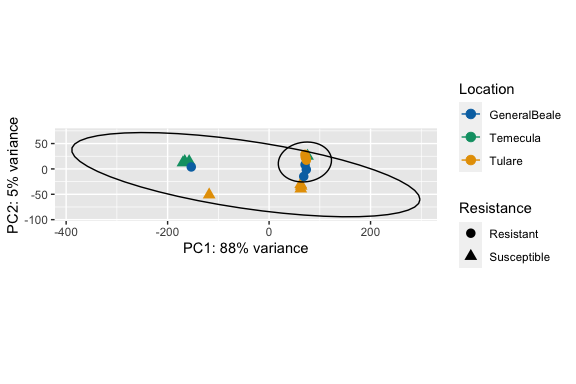 Location
GeneralBeale
Temecula
Tulare
Resistance
Resistant
Susceptible
PC2: 5% variance
50
0
-50
-100
-400
-200
0
200
PC1: 88% variance